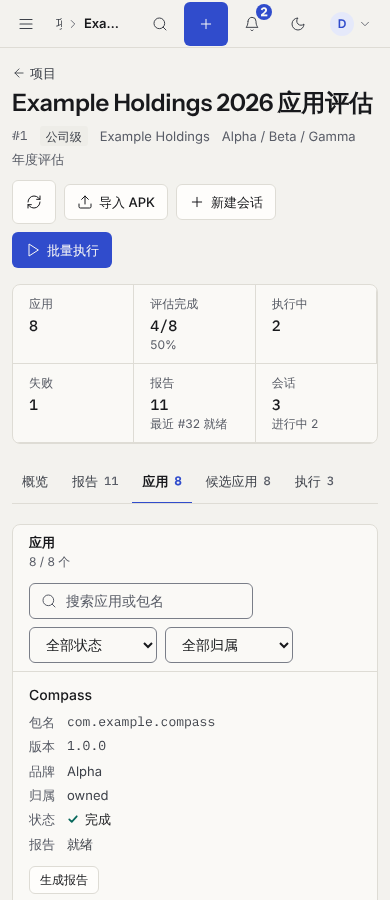 Exa...
2
D
项目
Example Holdings 2026 应用评估
#1 公司级 Example Holdings Alpha / Beta / Gamma
年度评估
导入 APK 新建会话
批量执行
应用 评估完成 执行中
8 4/8 2
50%
失败 报告 会话
1 11 3
最近 #32 就绪 进行中 2
概览 报告 11 应用 8 候选应用 8 执行 3
应用
8 / 8 个
搜索应用或包名
全部状态 全部归属
Compass
包名 com.example.compass
版本 1.0.0
品牌 Alpha
归属 owned
状态 完成
报告 就绪
生成报告